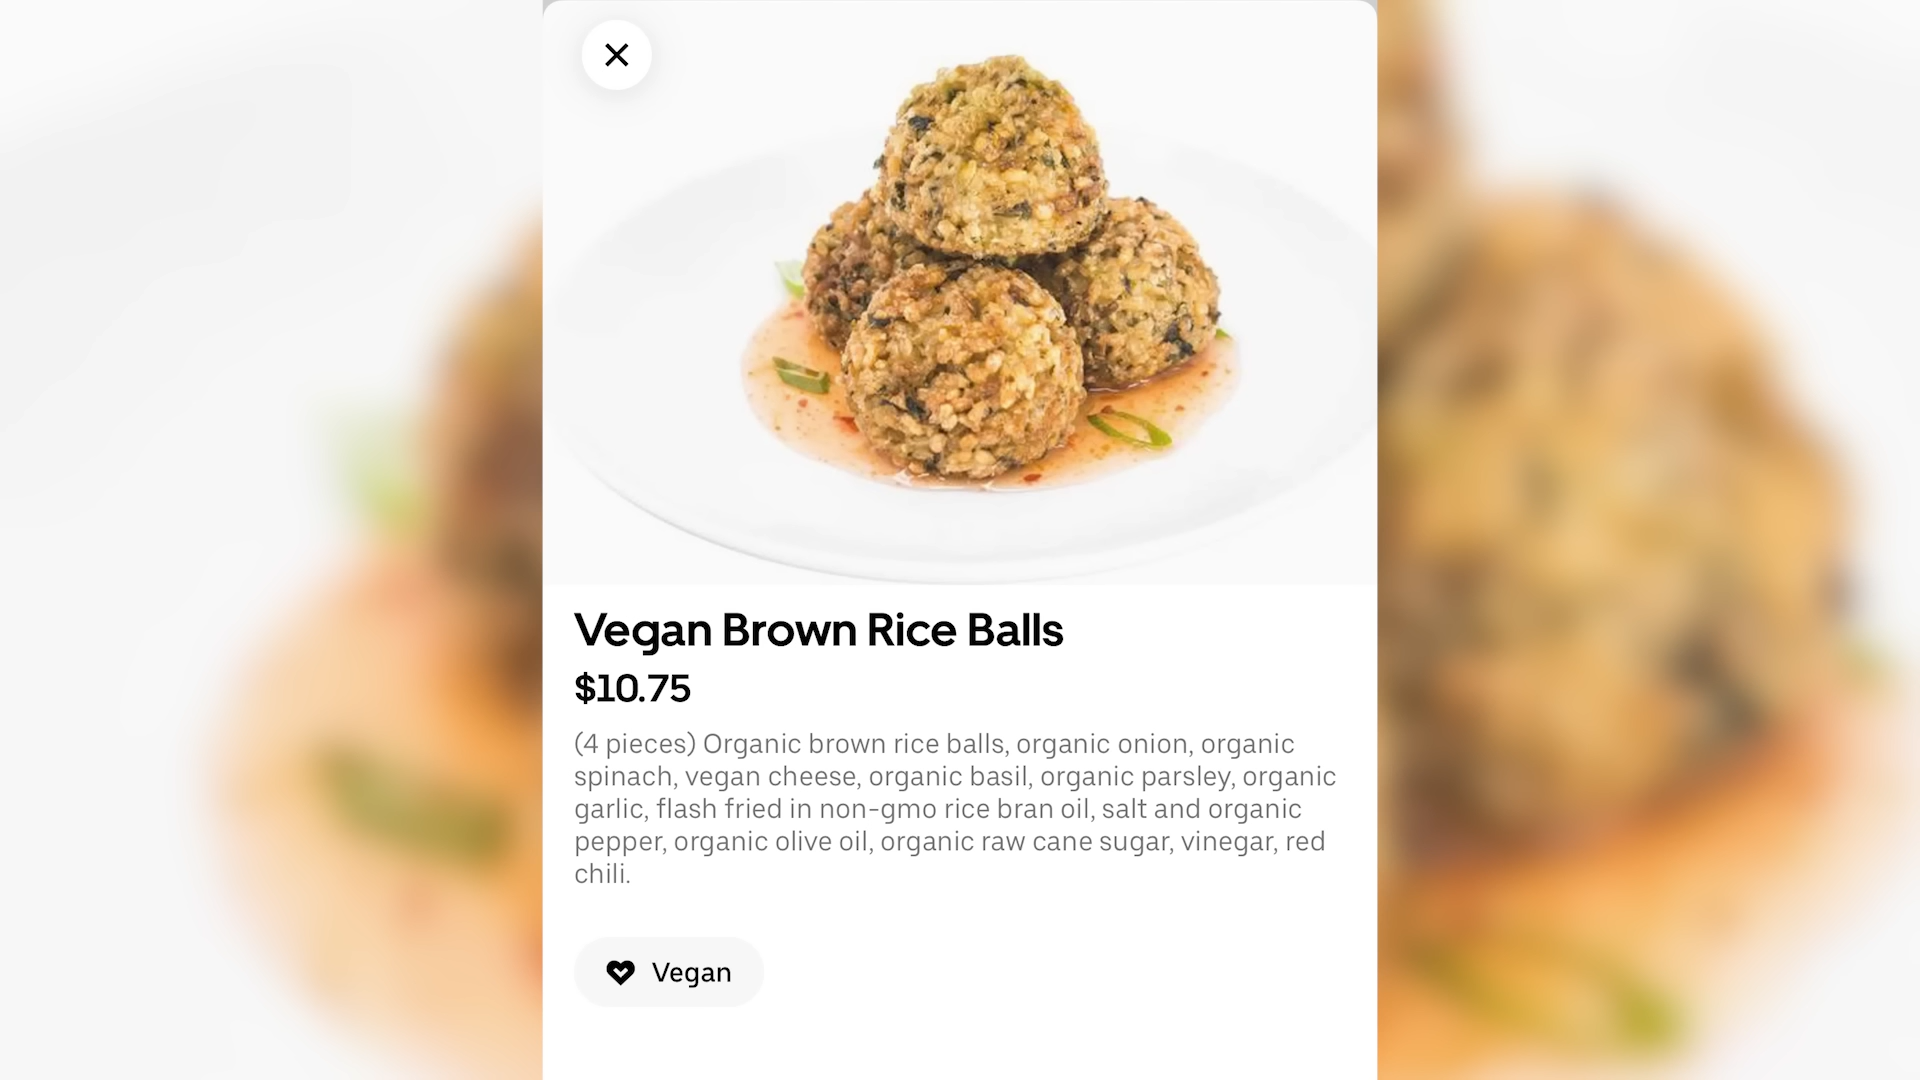 Vegan Brown Rice Balls
$10.75
(4 pieces) Organic brown rice balls, organic onion, organic
spinach, vegan cheese, organic basil, organic parsley, organic
garlic, flash fried in non-gmo rice bran oil, salt and organic
pepper, organic olive oil, organic raw cane sugar, vinegar, red
chili.
Vegan